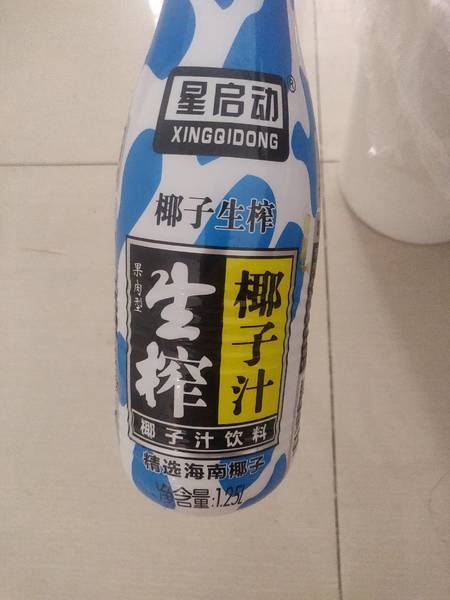 星启动®
XINGQIDONG
椰子生榨
果肉型
生榨
椰子汁
椰子汁饮料
精选海南椰子
净含量:1.25L